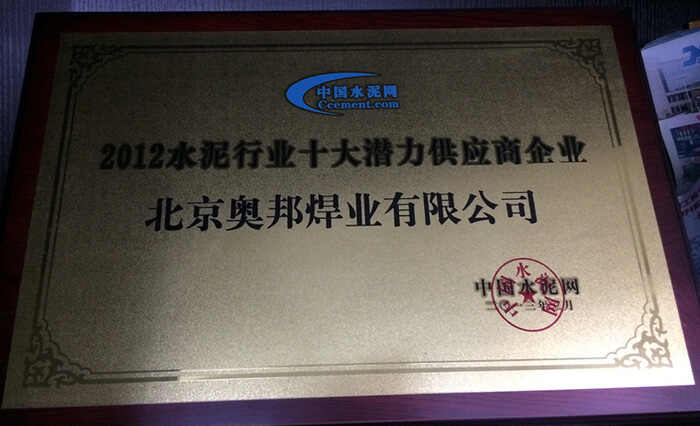 中国水泥网
Ccement.com
2012水泥行业十大潜力供应商企业
北京奥邦焊业有限公司
中国水泥网